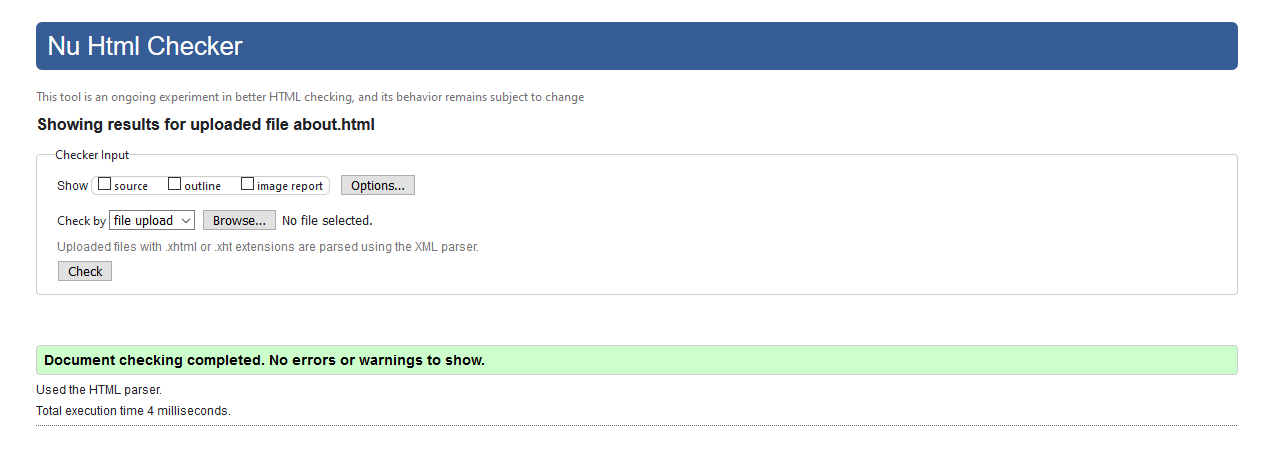 Nu Html Checker
This tool is an ongoing experiment in better HTML checking, and its behavior remains subject to change
Showing results for uploaded file about.html
Checker Input
Show source outline image report Options...
Check by file upload Browse... No file selected.
Uploaded files with .xhtml or .xht extensions are parsed using the XML parser.
Check
Document checking completed. No errors or warnings to show.
Used the HTML parser.
Total execution time 4 milliseconds.